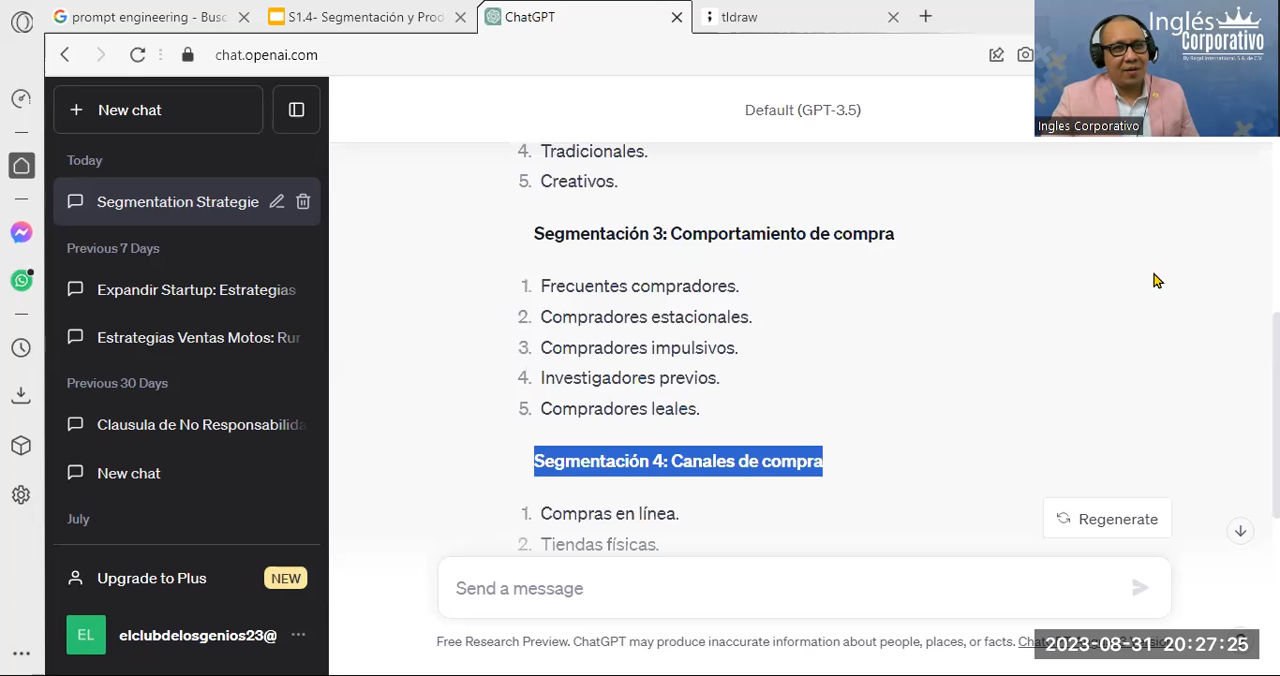 prompt engineering - Busc
S1.4- Segmentación y Prod
ChatGPT
tldraw
chat.openai.com
Inglés
Corporativo
By Regal International, S.A. de C.V.
Ingles Corporativo
New chat
Default (GPT-3.5)
Today
Segmentation Strategie
Previous 7 Days
Expandir Startup: Estrategias
Estrategias Ventas Motos: Rur
Previous 30 Days
Clausula de No Responsabilida
New chat
July
Upgrade to Plus
NEW
EL
elclubdelosgenios23@
4. Tradicionales.
5. Creativos.
Segmentación 3: Comportamiento de compra
1. Frecuentes compradores.
2. Compradores estacionales.
3. Compradores impulsivos.
4. Investigadores previos.
5. Compradores leales.
Segmentación 4: Canales de compra
1. Compras en línea.
2. Tiendas físicas.
Regenerate
Send a message
Free Research Preview. ChatGPT may produce inaccurate information about people, places, or facts.
2023-08-31 20:27:25